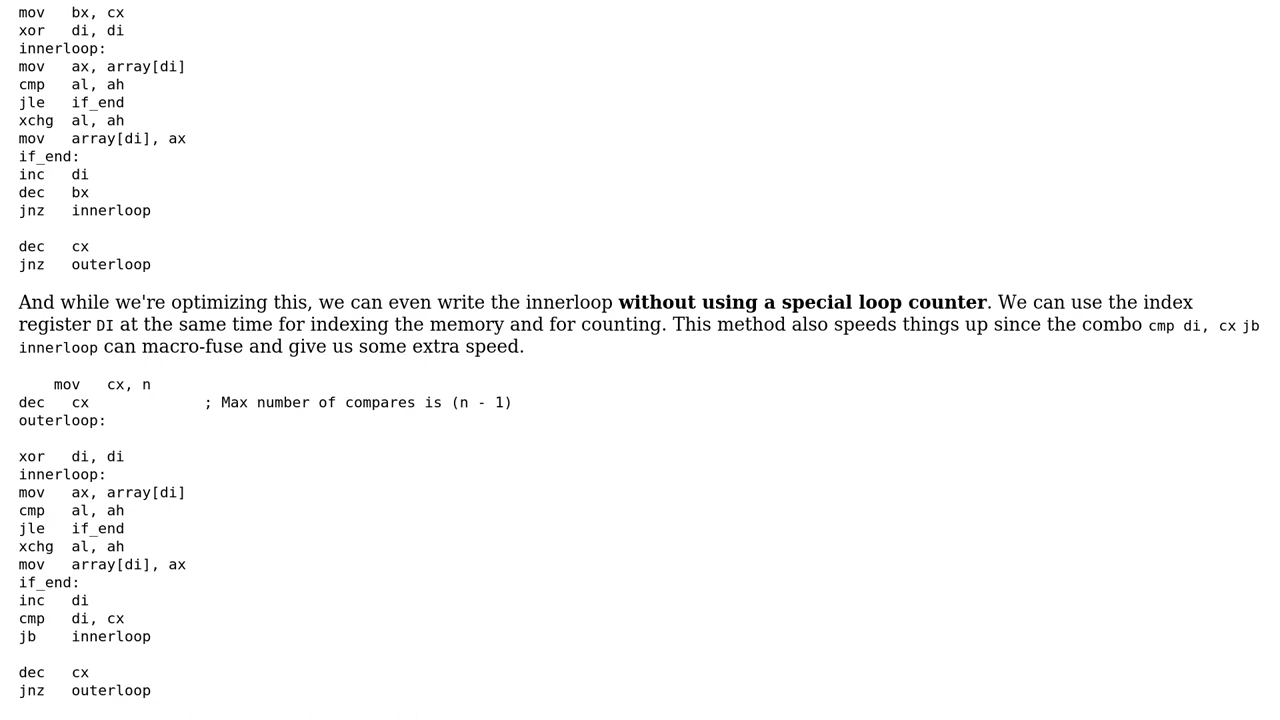 mov   bx, cx
xor   di, di
innerloop:
mov   ax, array[di]
cmp   al, ah
jle   if_end
xchg  al, ah
mov   array[di], ax
if_end:
inc   di
dec   bx
jnz   innerloop

dec   cx
jnz   outerloop

And while we're optimizing this, we can even write the innerloop without using a special loop counter. We can use the index
register DI at the same time for indexing the memory and for counting. This method also speeds things up since the combo cmp di, cx jb
innerloop can macro-fuse and give us some extra speed.

    mov   cx, n
dec   cx             ; Max number of compares is (n - 1)
outerloop:

xor   di, di
innerloop:
mov   ax, array[di]
cmp   al, ah
jle   if_end
xchg  al, ah
mov   array[di], ax
if_end:
inc   di
cmp   di, cx
jb    innerloop

dec   cx
jnz   outerloop